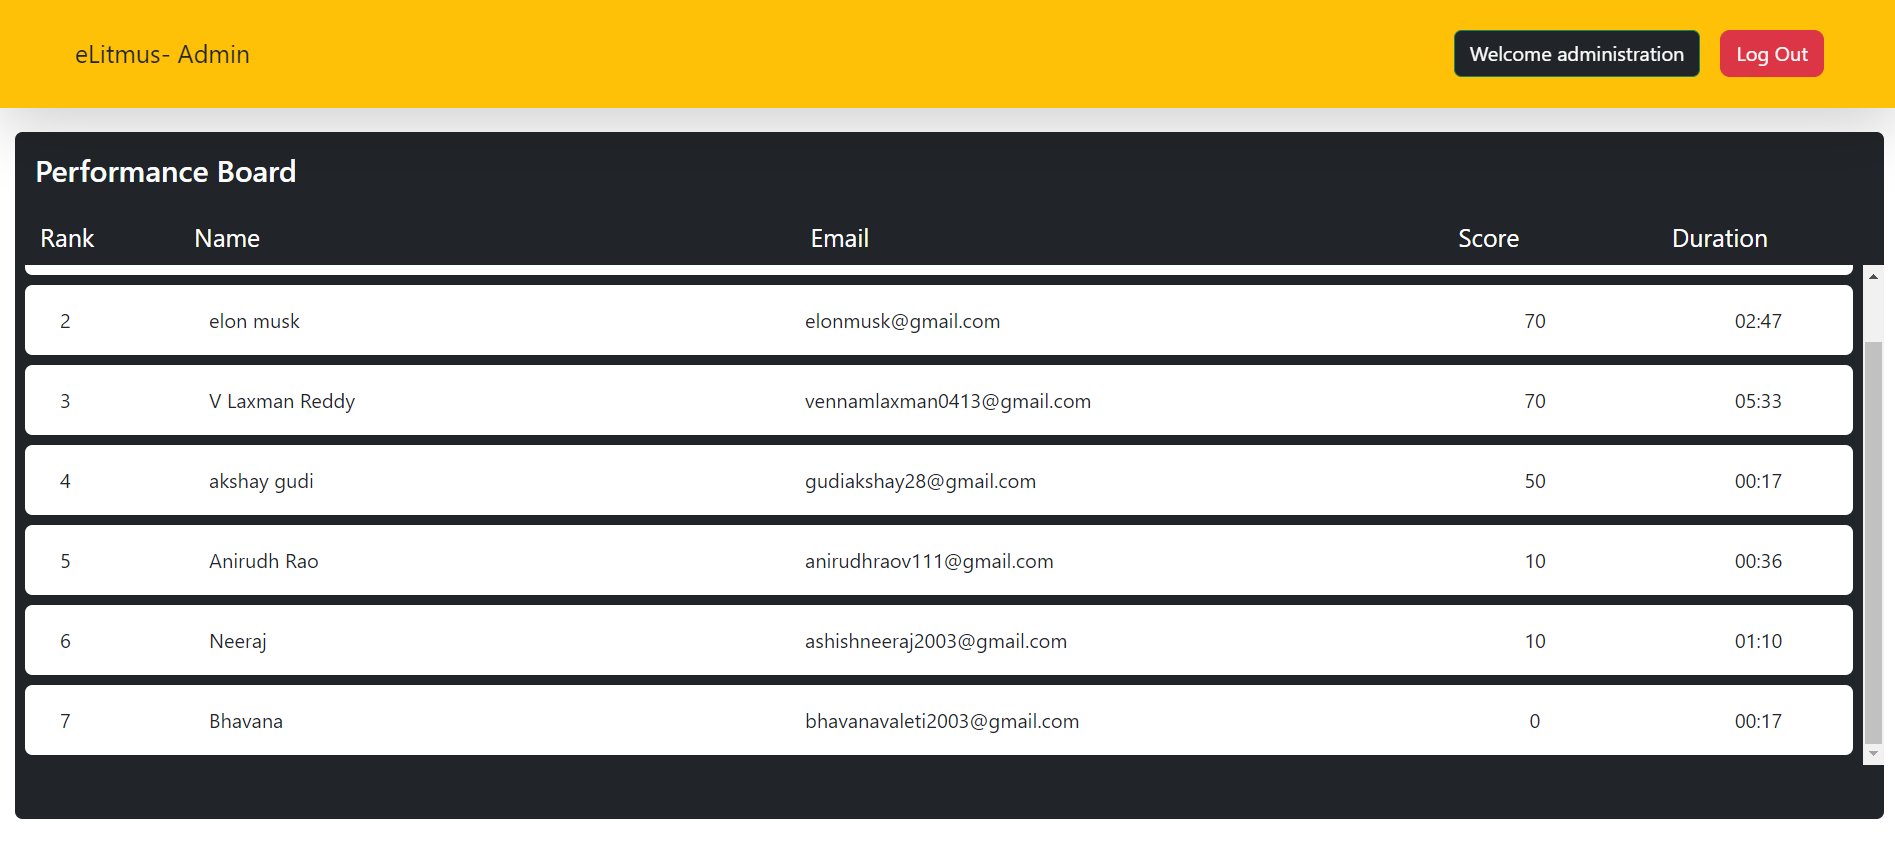 eLitmus- Admin Welcome administration Log Out
Performance Board
Rank Name Email Score Duration
2 elon musk elonmusk@gmail.com 70 02:47
3 V Laxman Reddy vennamlaxman0413@gmail.com 70 05:33
4 akshay gudi gudiakshay28@gmail.com 50 00:17
5 Anirudh Rao anirudhraov111@gmail.com 10 00:36
6 Neeraj ashishneeraj2003@gmail.com 10 01:10
7 Bhavana bhavanavaleti2003@gmail.com 0 00:17